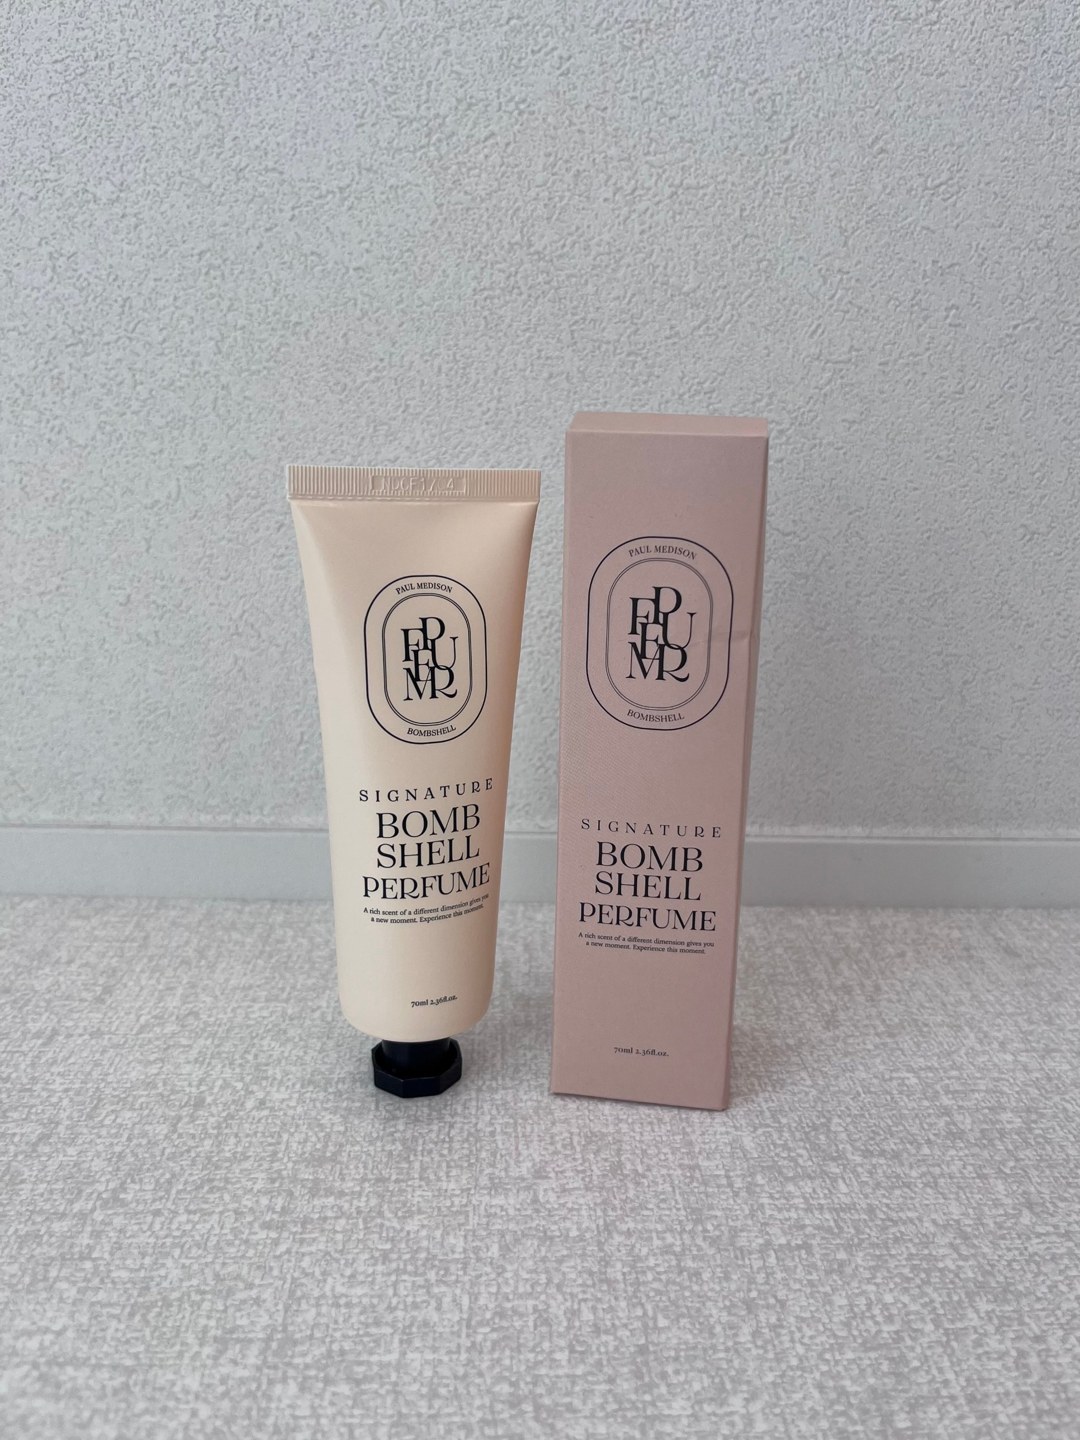 PAUL MEDISON
PERFUME
BOMBSHELL
SIGNATURE
BOMB
SHELL
PERFUME
A rich scent of a different dimension gives you
a new moment. Experience this moment.
70ml 2.36fl.oz.
PAUL MEDISON
PERFUME
BOMBSHELL
SIGNATURE
BOMB
SHELL
PERFUME
A rich scent of a different dimension gives you
a new moment. Experience this moment.
70ml 2.36fl.oz.